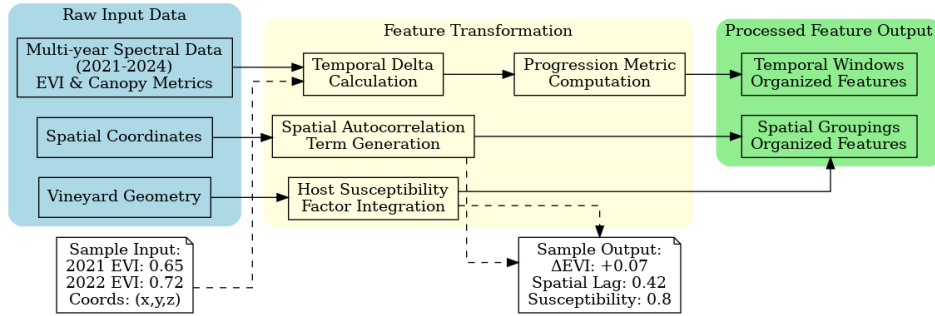 Raw Input Data
Multi-year Spectral Data
(2021-2024)
EVI & Canopy Metrics
Spatial Coordinates
Vineyard Geometry
Sample Input:
2021 EVI: 0.65
2022 EVI: 0.72
Coords: (x,y,z)
Feature Transformation
Temporal Delta
Calculation
Progression Metric
Computation
Spatial Autocorrelation
Term Generation
Host Susceptibility
Factor Integration
Sample Output:
ΔEVI: +0.07
Spatial Lag: 0.42
Susceptibility: 0.8
Processed Feature Output
Temporal Windows
Organized Features
Spatial Groupings
Organized Features